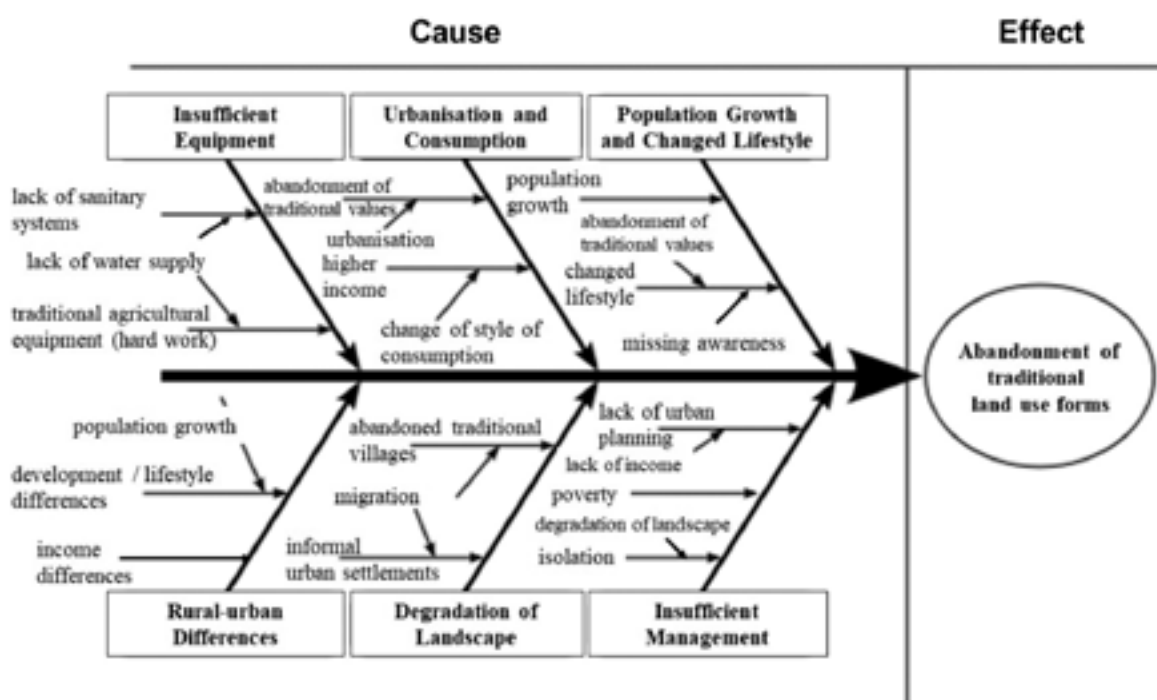 Cause
Effect
Insufficient
Equipment
Urbanisation and
Consumption
Population Growth
and Changed Lifestyle
lack of sanitary
systems
lack of water supply
traditional agricultural
equipment (hard work)
abandonment of
traditional values
urbanisation
higher
income
change of style of
consumption
population
growth
abandonment of
traditional values
changed
lifestyle
missing awareness
Abandonment of
traditional
land use forms
population growth
development / lifestyle
differences
income
differences
abandoned traditional
villages
migration
informal
urban settlements
lack of urban
planning
lack of income
poverty
degradation of landscape
isolation
Rural-urban
Differences
Degradation of
Landscape
Insufficient
Management